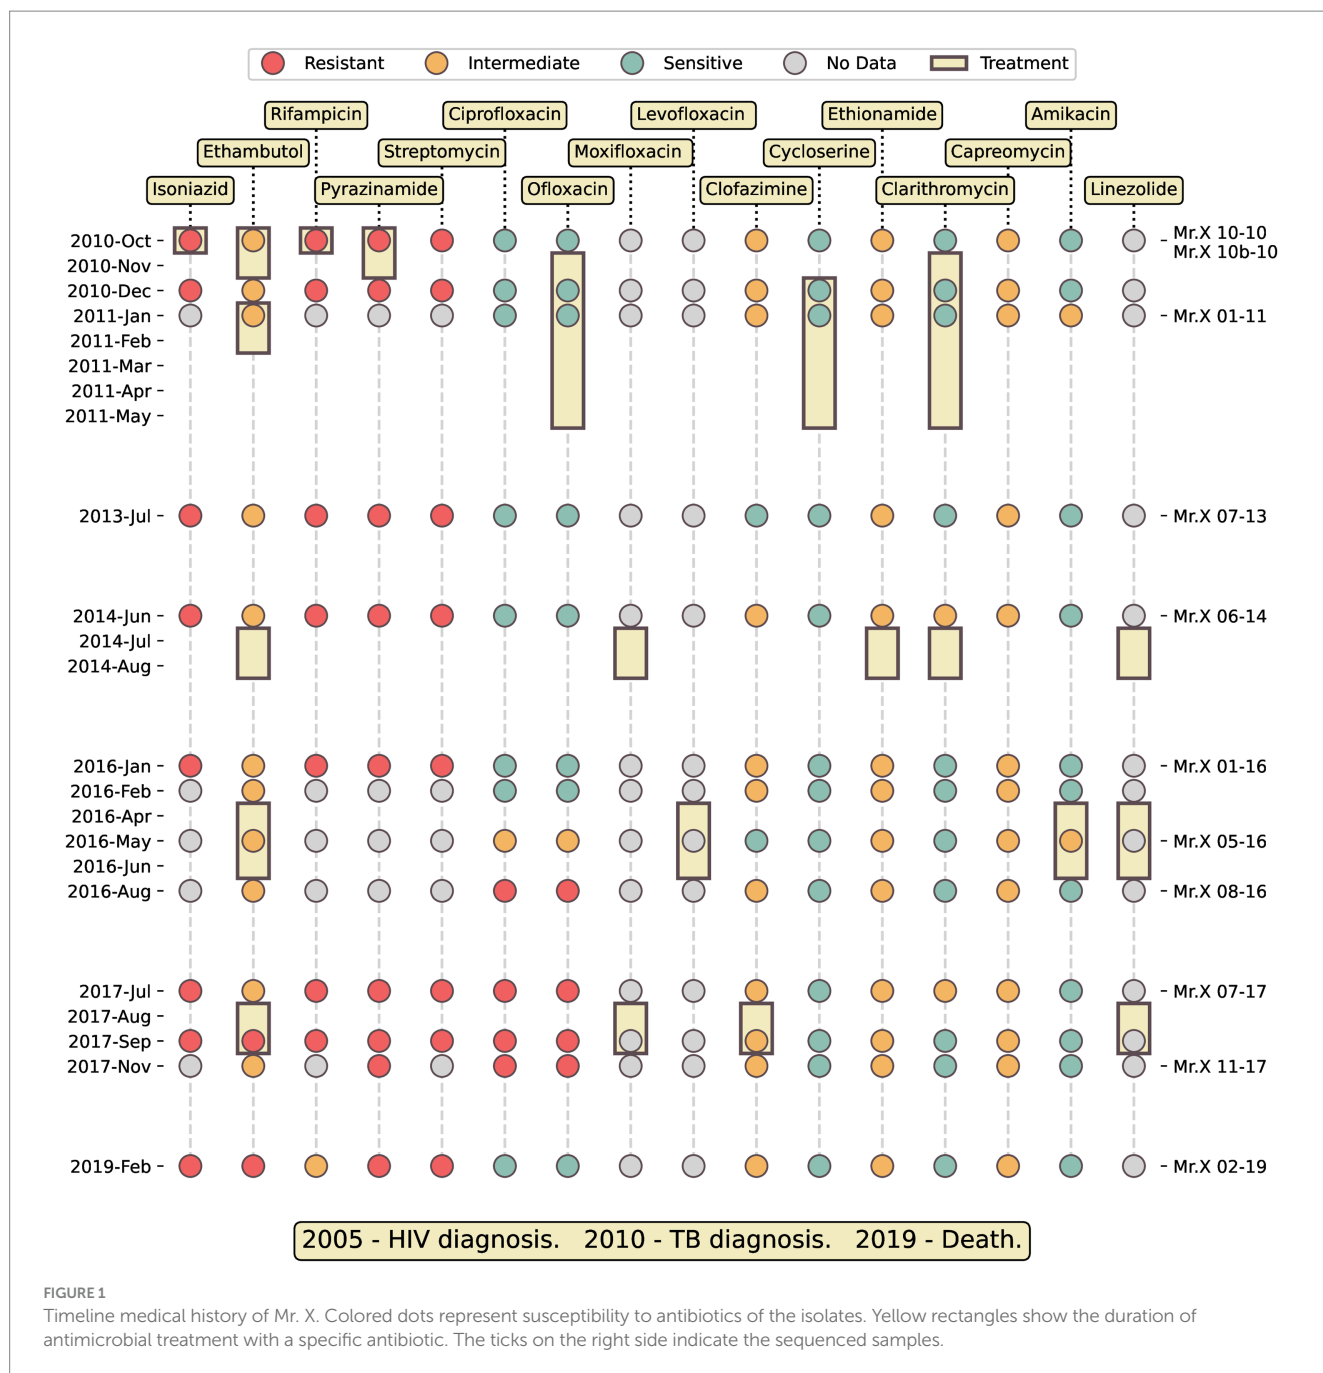 Resistant Intermediate Sensitive No Data Treatment
Rifampicin Ciprofloxacin Levofloxacin Ethionamide Amikacin
Ethambutol Streptomycin Moxifloxacin Cycloserine Capreomycin
Isoniazid Pyrazinamide Ofloxacin Clofazimine Clarithromycin Linezolide
2010-Oct Mr.X 10-10
Mr.X 10b-10
2010-Nov
2010-Dec
2011-Jan Mr.X 01-11
2011-Feb
2011-Mar
2011-Apr
2011-May
2013-Jul Mr.X 07-13
2014-Jun Mr.X 06-14
2014-Jul
2014-Aug
2016-Jan Mr.X 01-16
2016-Feb
2016-Apr
2016-May Mr.X 05-16
2016-Jun
2016-Aug Mr.X 08-16
2017-Jul Mr.X 07-17
2017-Aug
2017-Sep
2017-Nov Mr.X 11-17
2019-Feb Mr.X 02-19
2005 - HIV diagnosis. 2010 - TB diagnosis. 2019 - Death.
FIGURE 1
Timeline medical history of Mr. X. Colored dots represent susceptibility to antibiotics of the isolates. Yellow rectangles show the duration of
antimicrobial treatment with a specific antibiotic. The ticks on the right side indicate the sequenced samples.